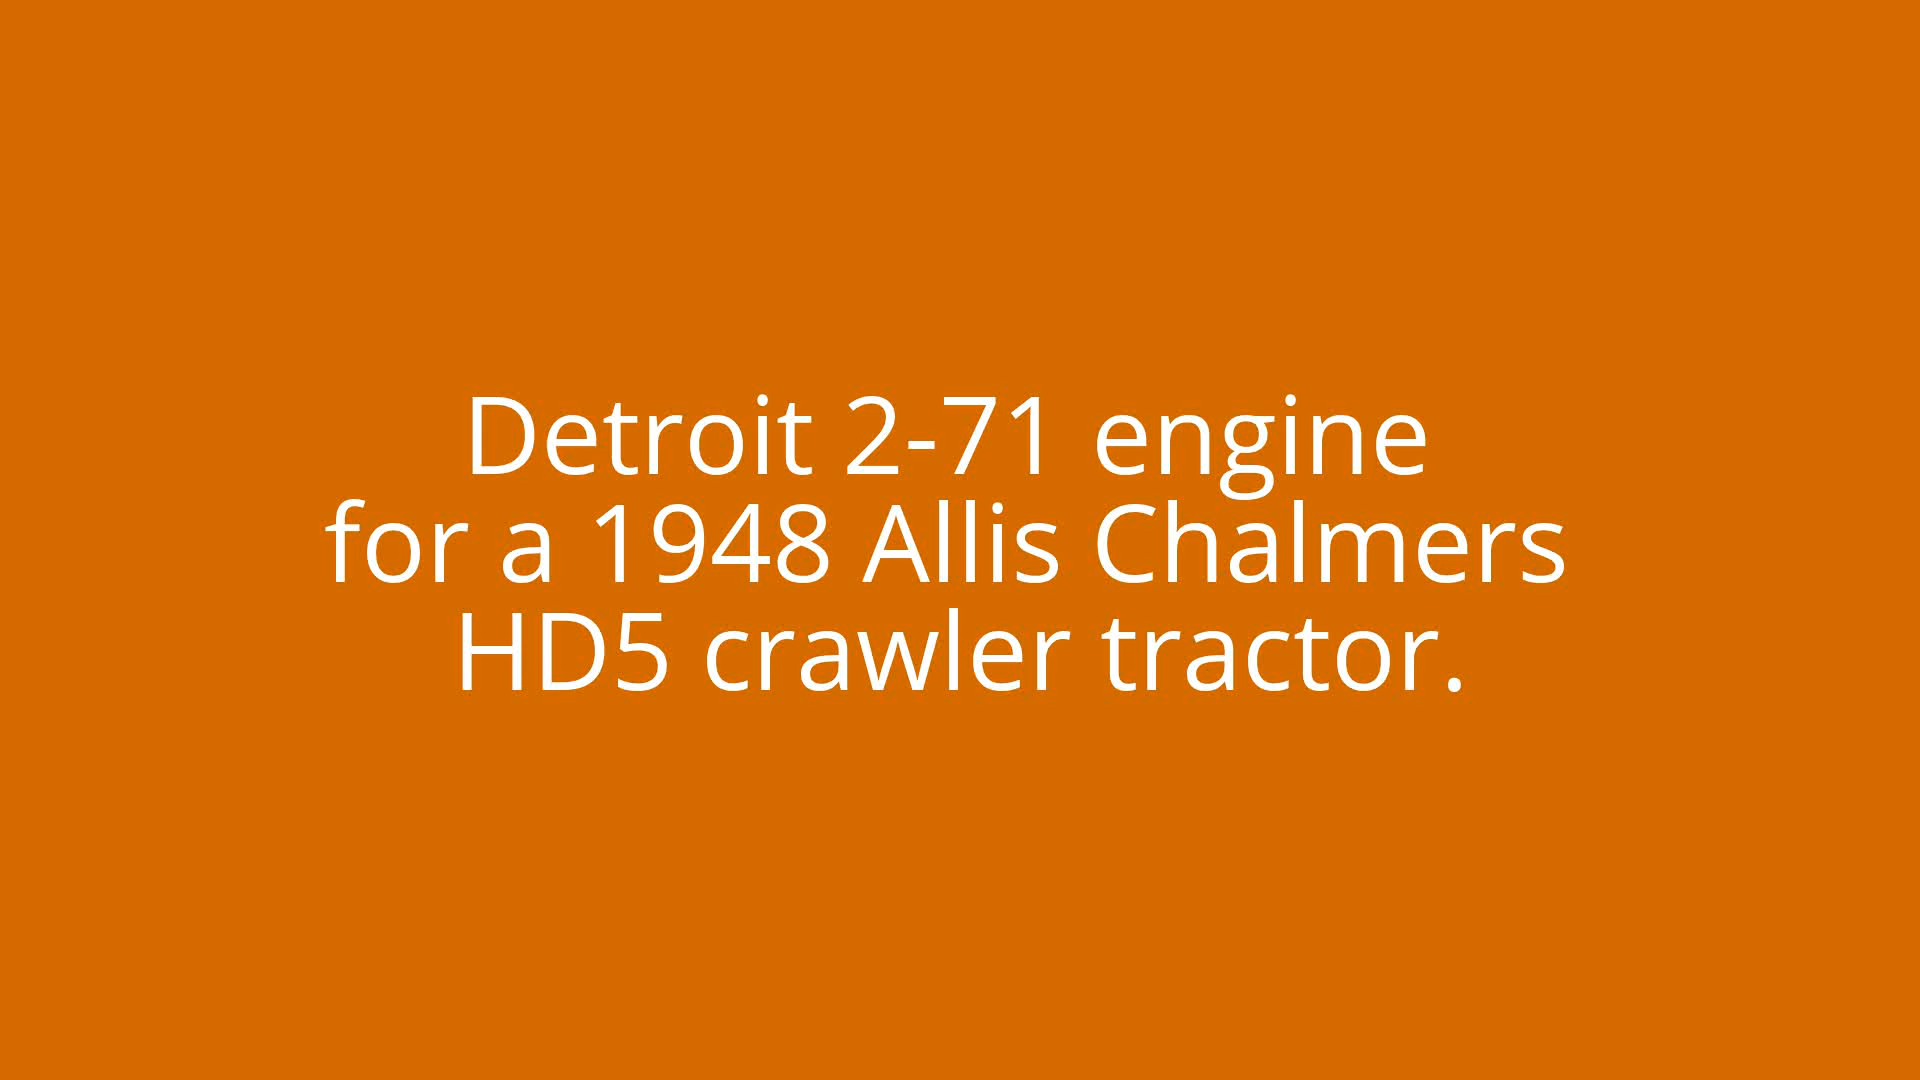 Detroit 2-71 engine
for a 1948 Allis Chalmers
HD5 crawler tractor.